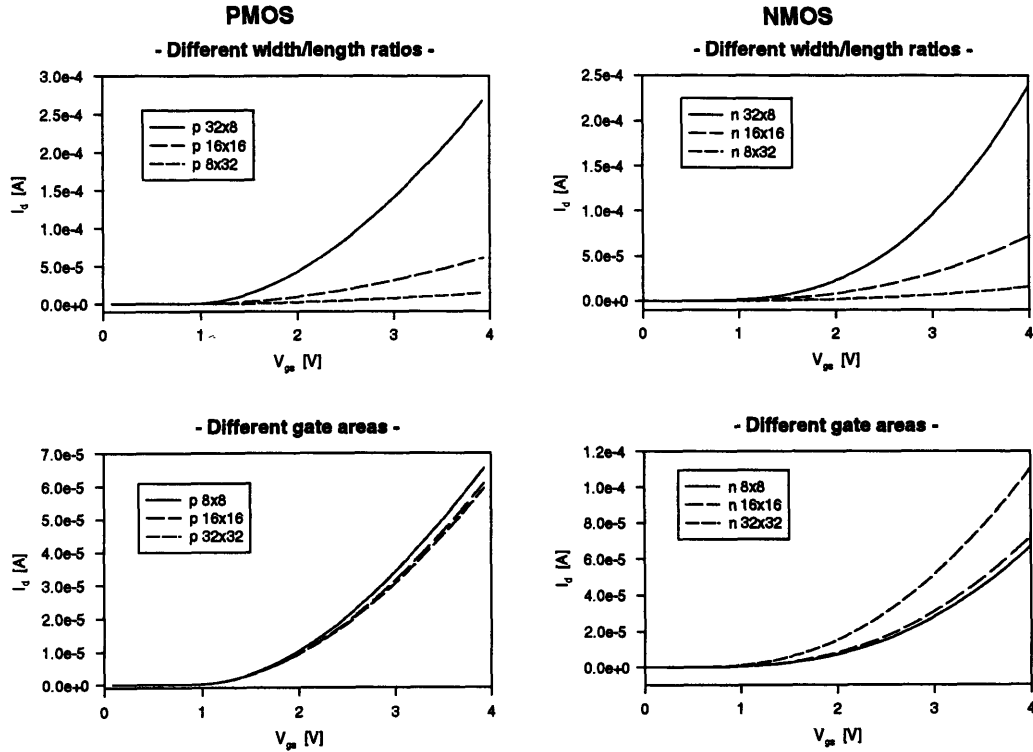 PMOS
- Different width/length ratios -
3.0e-4
2.5e-4
2.0e-4
1.5e-4
1.0e-4
5.0e-5
0.0e+0
I_d [A]
p 32x8
p 16x16
p 8x32
0 1 2 3 4
V_gs [V]
NMOS
- Different width/length ratios -
2.5e-4
2.0e-4
1.5e-4
1.0e-4
5.0e-5
0.0e+0
I_d [A]
n 32x8
n 16x16
n 8x32
0 1 2 3 4
V_gs [V]
- Different gate areas -
7.0e-5
6.0e-5
5.0e-5
4.0e-5
3.0e-5
2.0e-5
1.0e-5
0.0e+0
I_d [A]
p 8x8
p 16x16
p 32x32
0 1 2 3 4
V_gs [V]
- Different gate areas -
1.2e-4
1.0e-4
8.0e-5
6.0e-5
4.0e-5
2.0e-5
0.0e+0
I_d [A]
n 8x8
n 16x16
n 32x32
0 1 2 3 4
V_gs [V]